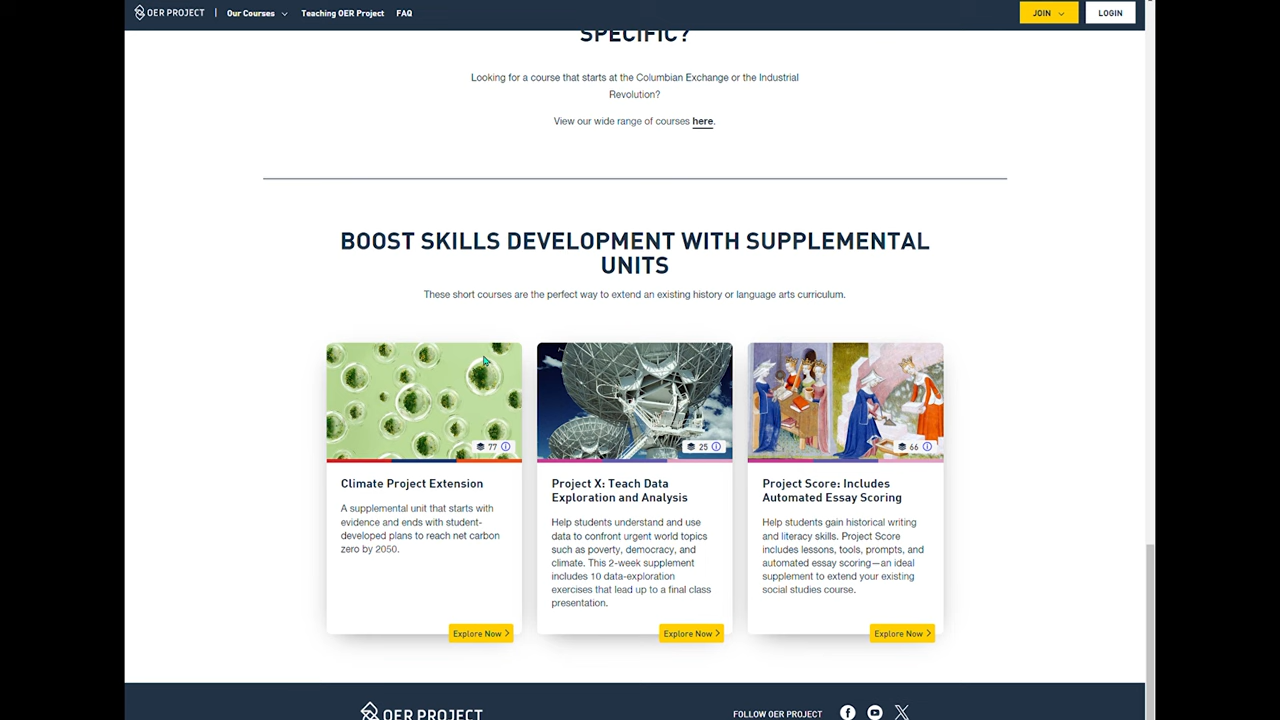 OER PROJECT | Our Courses Teaching OER Project FAQ JOIN LOGIN
SPECIFIC?
Looking for a course that starts at the Columbian Exchange or the Industrial
Revolution?
View our wide range of courses here.
BOOST SKILLS DEVELOPMENT WITH SUPPLEMENTAL
UNITS
These short courses are the perfect way to extend an existing history or language arts curriculum.
77
Climate Project Extension
A supplemental unit that starts with
evidence and ends with student-
developed plans to reach net carbon
zero by 2050.
Explore Now
25
Project X: Teach Data
Exploration and Analysis
Help students understand and use
data to confront urgent world topics
such as poverty, democracy, and
climate. This 2-week supplement
includes 10 data-exploration
exercises that lead up to a final class
presentation.
Explore Now
66
Project Score: Includes
Automated Essay Scoring
Help students gain historical writing
and literacy skills. Project Score
includes lessons, tools, prompts, and
automated essay scoring—an ideal
supplement to extend your existing
social studies course.
Explore Now
OER PROJECT
FOLLOW OER PROJECT